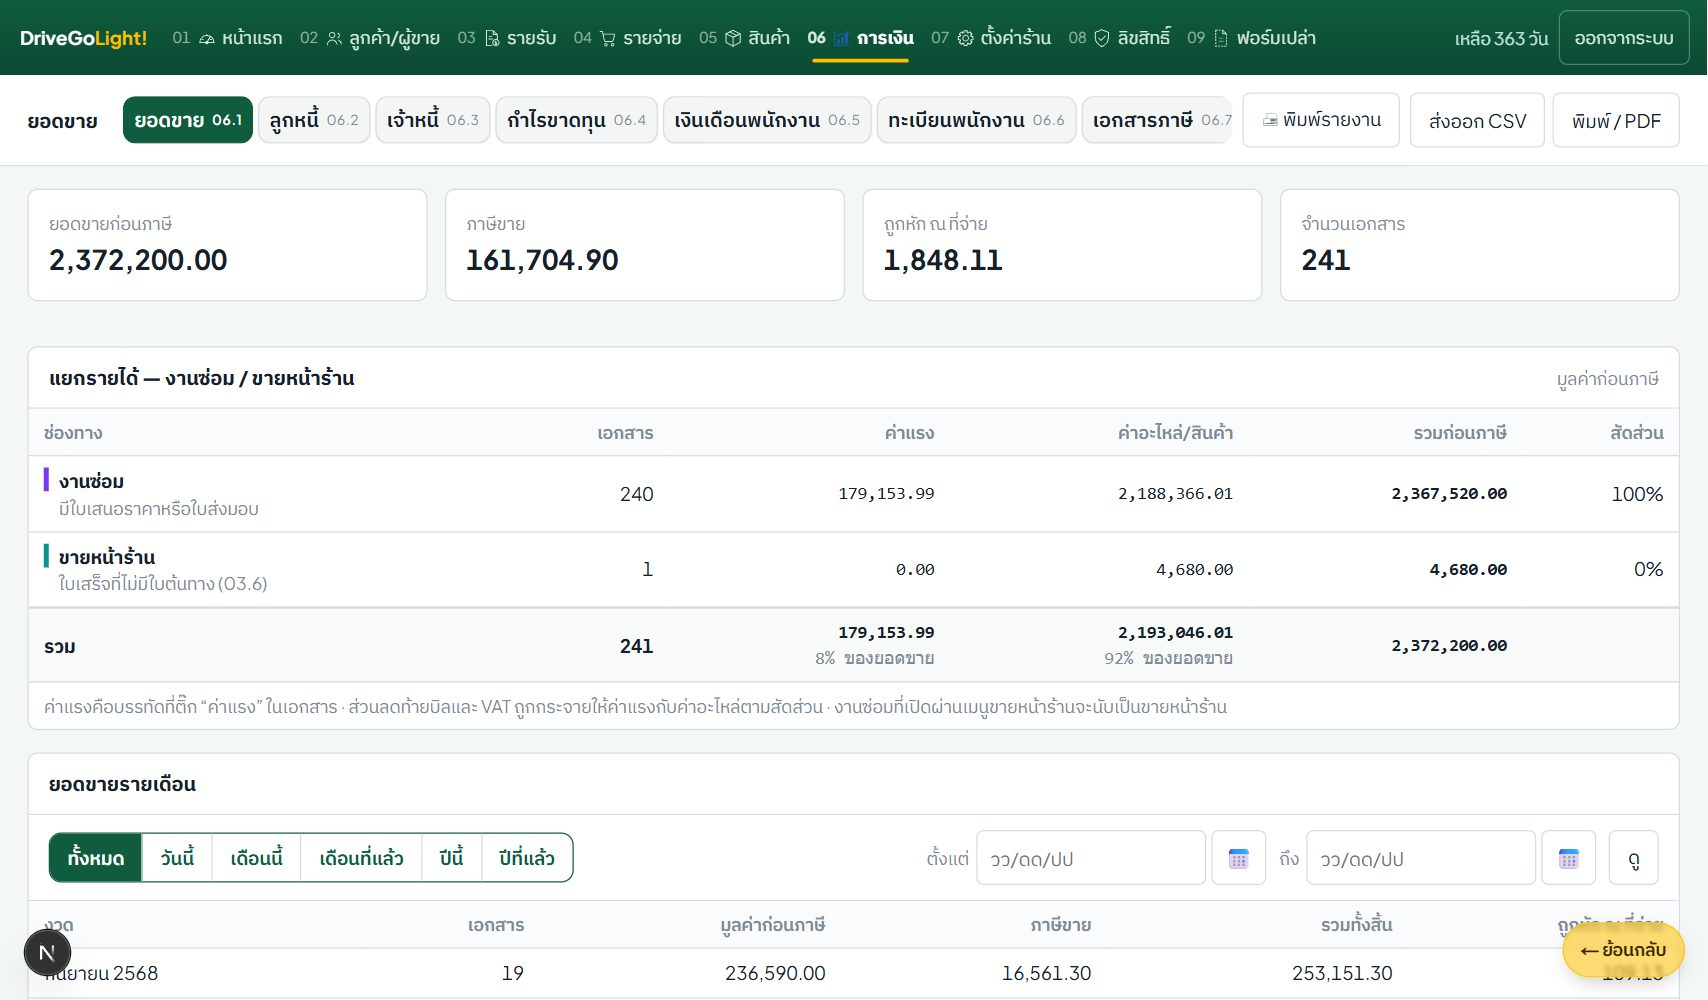 DriveGoLight! 01 หน้าแรก 02 ลูกค้า/ผู้ขาย 03 รายรับ 04 รายจ่าย 05 สินค้า 06 การเงิน 07 ตั้งค่าร้าน 08 ลิขสิทธิ์ 09 ฟอร์มเปล่า เหลือ 363 วัน ออกจากระบบ
ยอดขาย ยอดขาย 06.1 ลูกหนี้ 06.2 เจ้าหนี้ 06.3 กำไรขาดทุน 06.4 เงินเดือนพนักงาน 06.5 ทะเบียนพนักงาน 06.6 เอกสารภาษี 06.7 พิมพ์รายงาน ส่งออก CSV พิมพ์ / PDF
ยอดขายก่อนภาษี ภาษีขาย ถูกหัก ณ ที่จ่าย จำนวนเอกสาร
2,372,200.00 161,704.90 1,848.11 241
แยกรายได้ — งานซ่อม / ขายหน้าร้าน มูลค่าก่อนภาษี
ช่องทาง เอกสาร ค่าแรง ค่าอะไหล่/สินค้า รวมก่อนภาษี สัดส่วน
งานซ่อม 240 179,153.99 2,188,366.01 2,367,520.00 100%
มีใบเสนอราคาหรือใบส่งมอบ
ขายหน้าร้าน 1 0.00 4,680.00 4,680.00 0%
ใบเสร็จที่ไม่มีใบต้นทาง (03.6)
รวม 241 179,153.99 2,193,046.01 2,372,200.00
8% ของยอดขาย 92% ของยอดขาย
ค่าแรงคือบรรทัดที่ติ๊ก “ค่าแรง” ในเอกสาร · ส่วนลดท้ายบิลและ VAT ถูกกระจายให้ค่าแรงกับค่าอะไหล่ตามสัดส่วน · งานซ่อมที่เปิดผ่านเมนูขายหน้าร้านจะนับเป็นขายหน้าร้าน
ยอดขายรายเดือน
ทั้งหมด วันนี้ เดือนนี้ เดือนที่แล้ว ปีนี้ ปีที่แล้ว ตั้งแต่ วว/ดด/ปป ถึง วว/ดด/ปป ดู
งวด เอกสาร มูลค่าก่อนภาษี ภาษีขาย รวมทั้งสิ้น ถูกหัก ณ ที่จ่าย
กันยายน 2568 19 236,590.00 16,561.30 253,151.30 109.13
N
← ย้อนกลับ